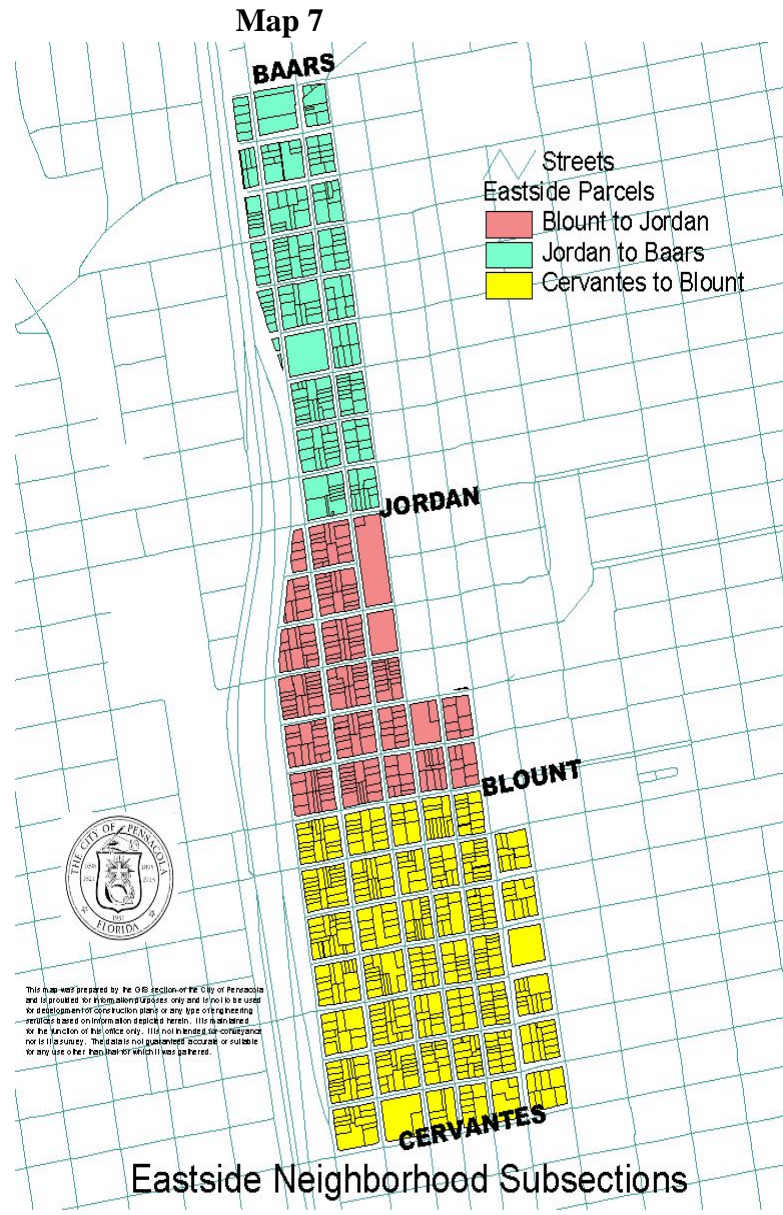 Map 7
BAARS
Streets
Eastside Parcels
Blount to Jordan
Jordan to Baars
Cervantes to Blount
JORDAN
BLOUNT
THE CITY OF PENSACOLA
FLORIDA
This map was prepared by the GIS section of the City of Pensacola
and is provided for information purposes only and is not to be used
for development of construction plans or any type of engineering
services based on information depicted herein. It is maintained
for the function of this office only. It is not intended for conveyance
nor is it a survey. The data is not guaranteed accurate or suitable
for any use other than that for which it was gathered.
CERVANTES
Eastside Neighborhood Subsections